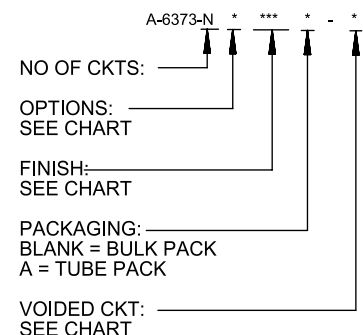 A-6373-N * *** * - *
NO OF CKTS:
OPTIONS:
SEE CHART
FINISH:
SEE CHART
PACKAGING:
BLANK = BULK PACK
A = TUBE PACK
VOIDED CKT:
SEE CHART